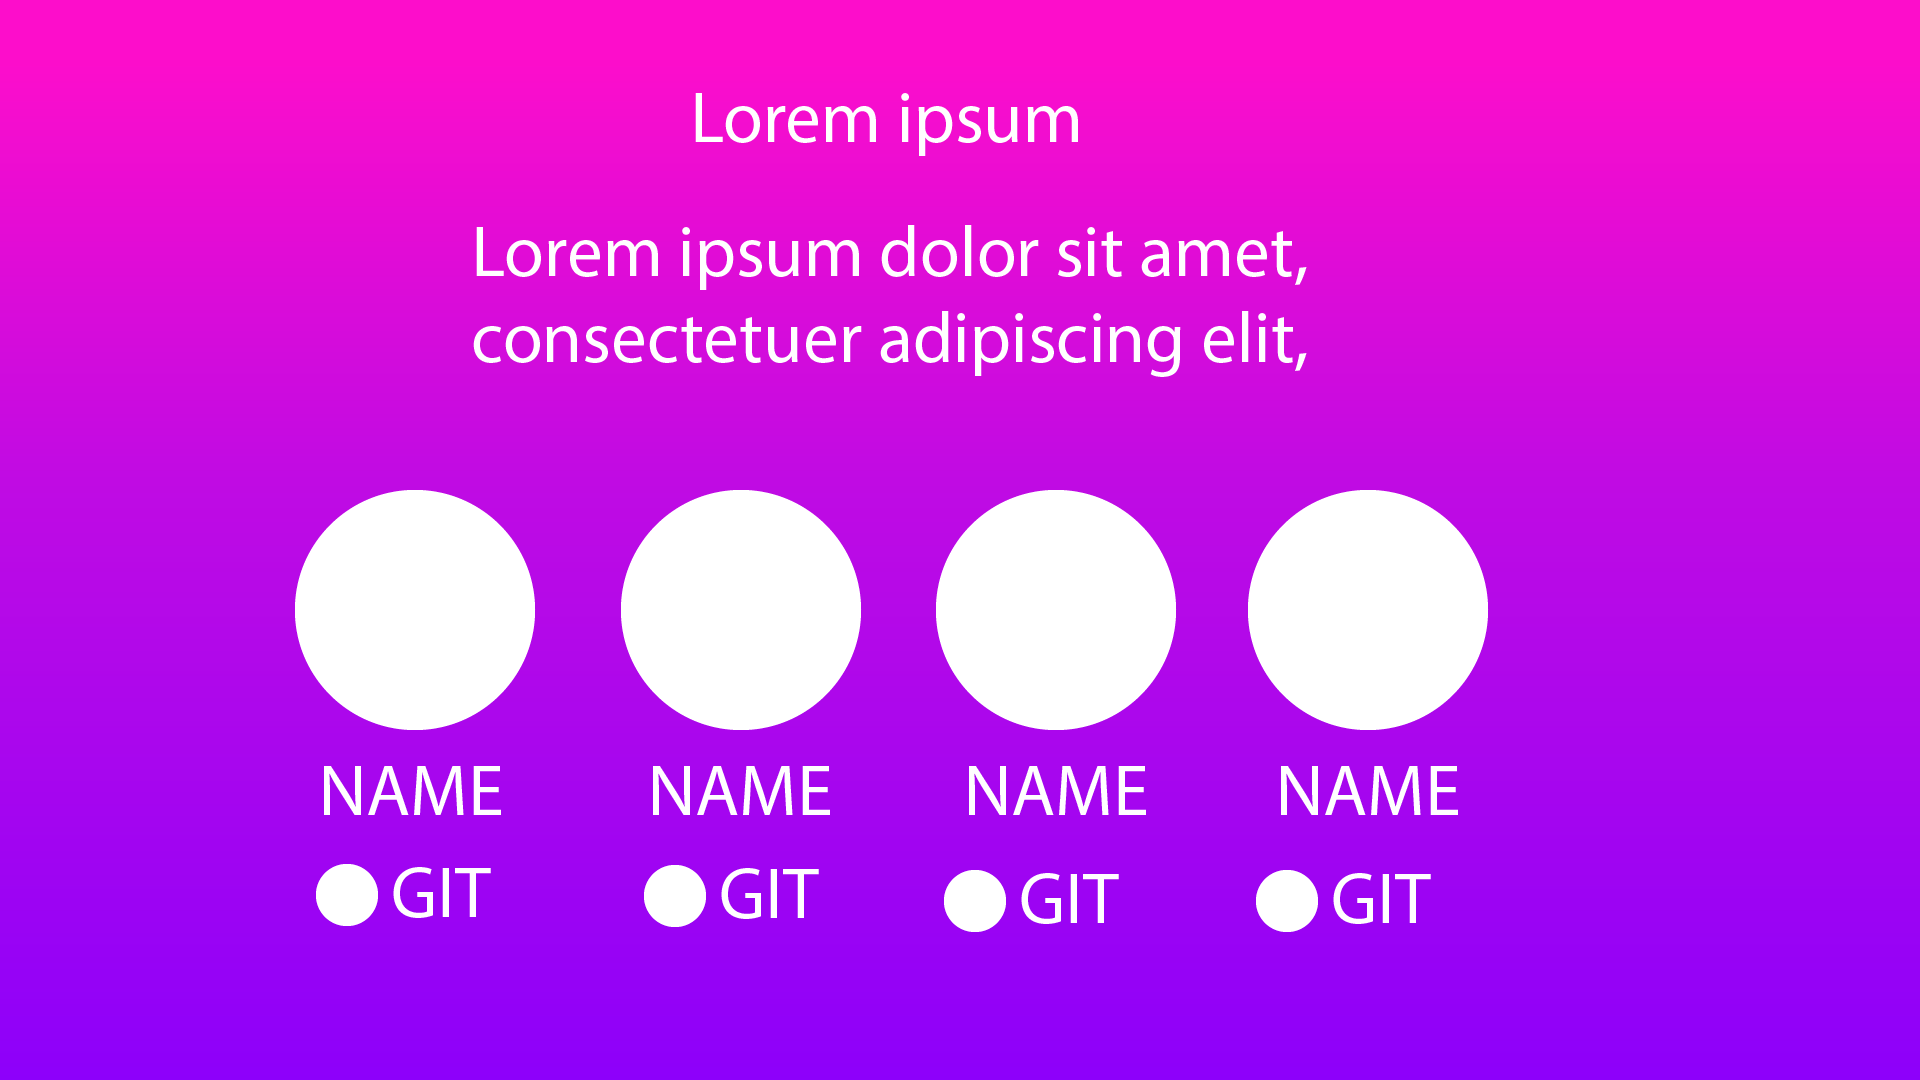 Lorem ipsum
Lorem ipsum dolor sit amet,
consectetuer adipiscing elit,
NAME NAME NAME NAME
GIT GIT GIT GIT